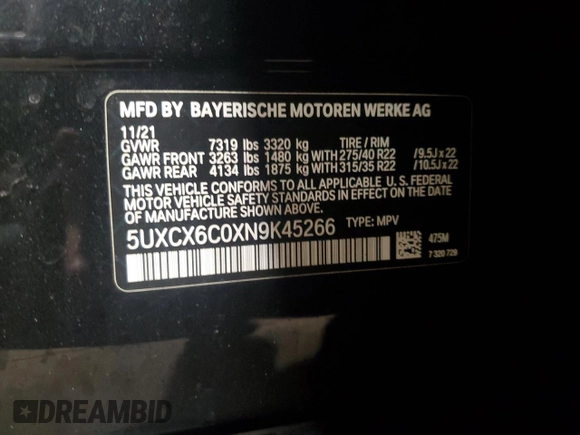 MFD BY BAYERISCHE MOTOREN WERKE AG
11/21
GVWR 7319 lbs 3320 kg TIRE / RIM
GAWR FRONT 3263 lbs 1480 kg WITH 275/40 R22 /9.5J x 22
GAWR REAR 4134 lbs 1875 kg WITH 315/35 R22 /10.5J x 22
THIS VEHICLE CONFORMS TO ALL APPLICABLE U. S. FEDERAL
MOTOR VEHICLE SAFETY STANDARDS IN EFFECT ON THE
DATE OF MANUFACTURE SHOWN ABOVE.
5UXCX6C0XN9K45266 TYPE: MPV
475M
7 320 729
DREAMBID